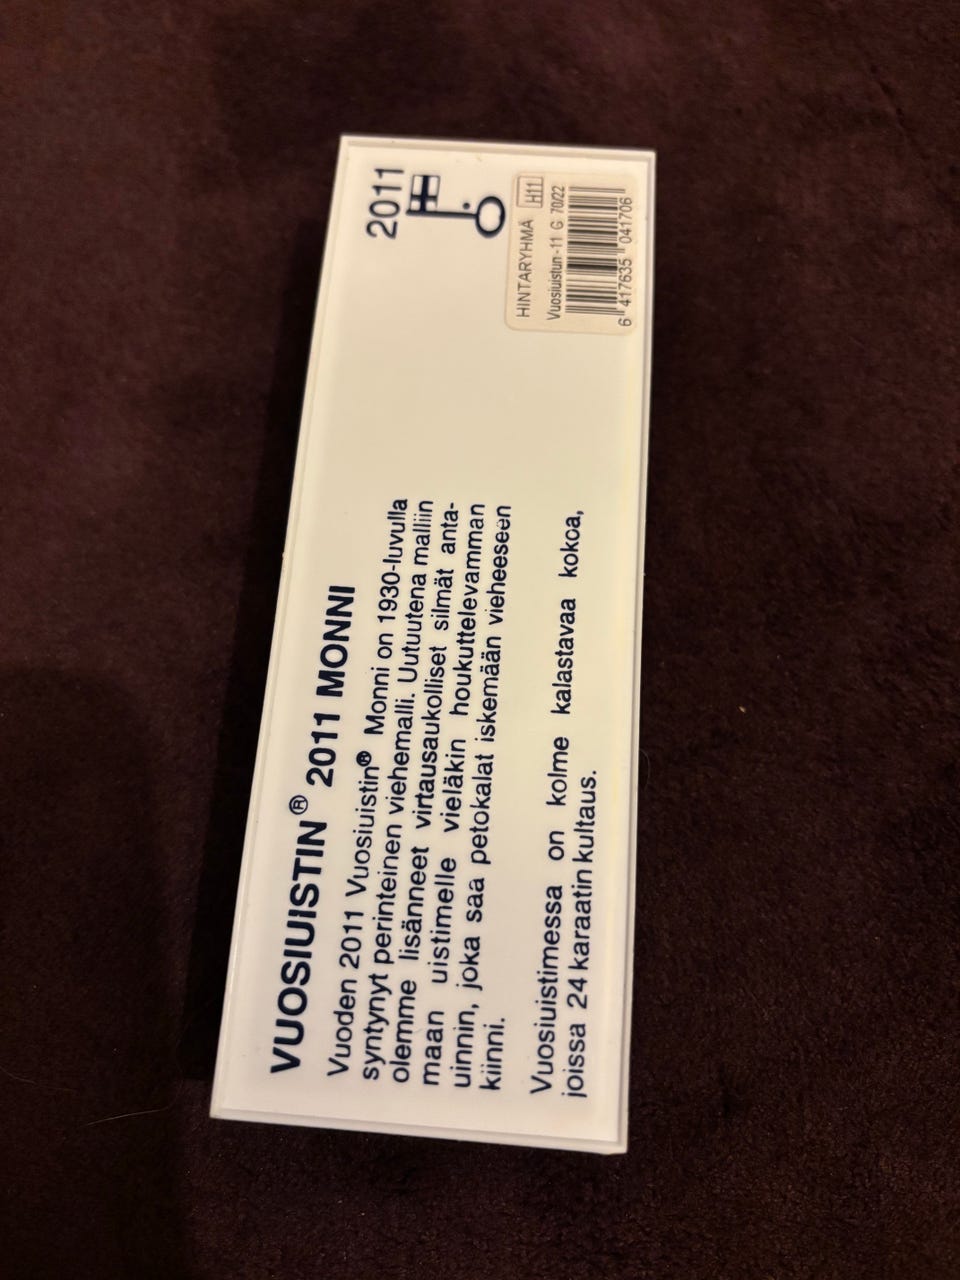 VUOSIUISTIN® 2011 MONNI
Vuoden 2011 Vuosiuistin® Monni on 1930-luvulla
syntynyt perinteinen viehemalli. Uutuutena malliin
olemme lisänneet virtausaukolliset silmät anta-
maan uistimelle vieläkin houkuttelevamman
uinnin, joka saa petokalat iskemään vieheeseen
kiinni.
Vuosiuistimessa on kolme kalastavaa kokoa,
joissa 24 karaatin kultaus.
2011
HINTARYHMÄ H11
Vuosiuistun-11 G 70/22
6 417635 041706